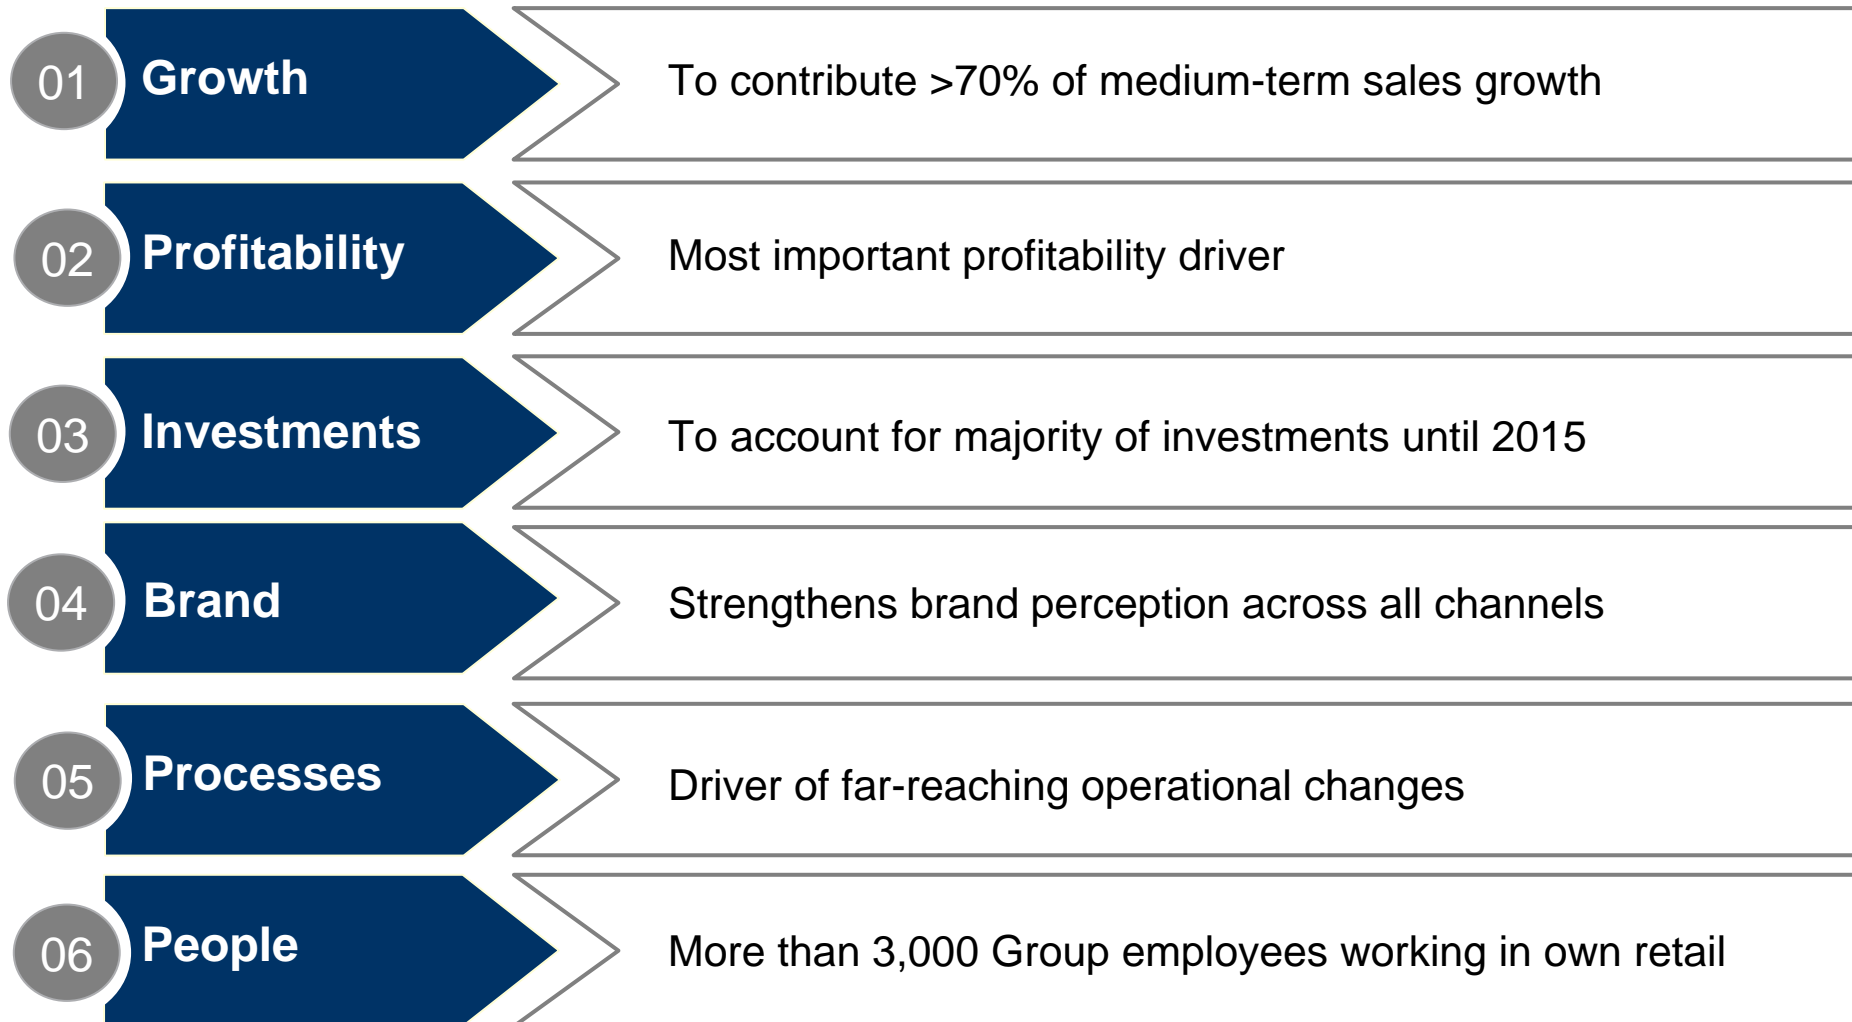 01 Growth To contribute >70% of medium-term sales growth
02 Profitability Most important profitability driver
03 Investments To account for majority of investments until 2015
04 Brand Strengthens brand perception across all channels
05 Processes Driver of far-reaching operational changes
06 People More than 3,000 Group employees working in own retail